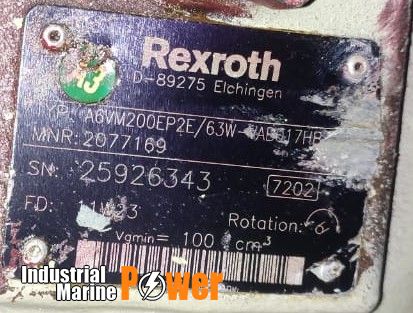 Rexroth
D-89275 Elchingen
A6VM200EP2E/63W-
MNR: 2077169
SN: 25926343 7202
FD:
Rotation:
Vgmin= 100 cm³
Industrial
Marine Power